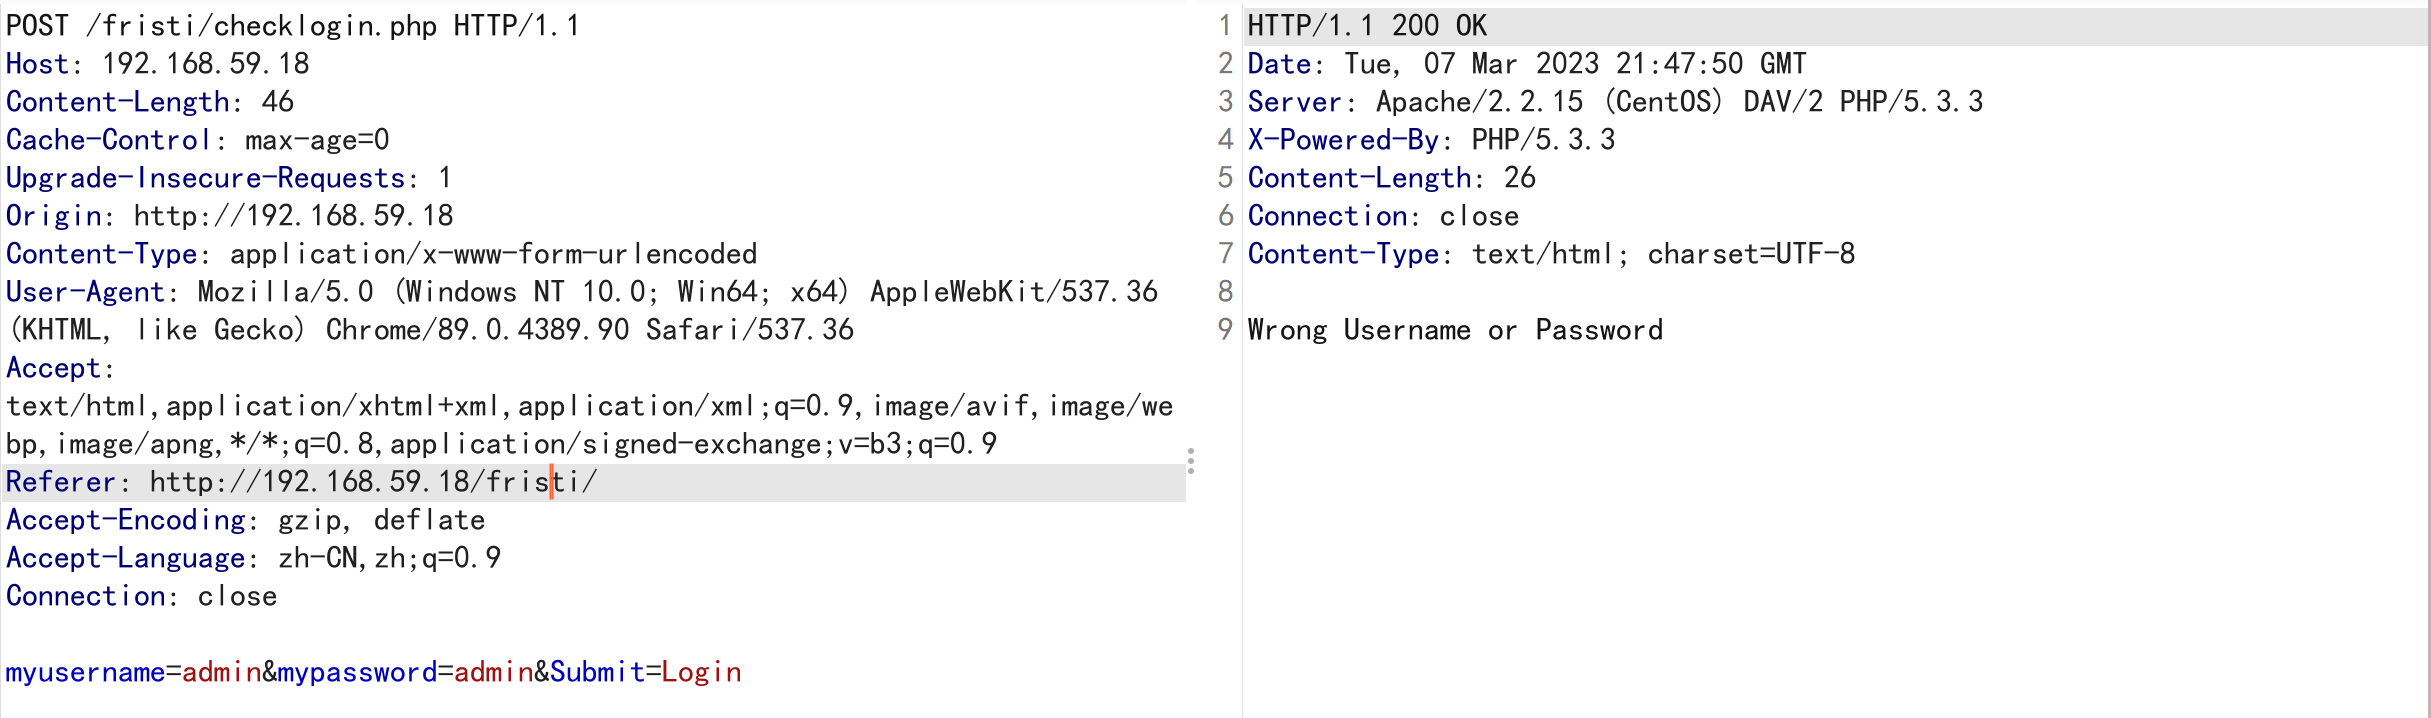 POST /fristi/checklogin.php HTTP/1.1
Host: 192.168.59.18
Content-Length: 46
Cache-Control: max-age=0
Upgrade-Insecure-Requests: 1
Origin: http://192.168.59.18
Content-Type: application/x-www-form-urlencoded
User-Agent: Mozilla/5.0 (Windows NT 10.0; Win64; x64) AppleWebKit/537.36
(KHTML, like Gecko) Chrome/89.0.4389.90 Safari/537.36
Accept:
text/html,application/xhtml+xml,application/xml;q=0.9,image/avif,image/we
bp,image/apng,*/*;q=0.8,application/signed-exchange;v=b3;q=0.9
Referer: http://192.168.59.18/fristi/
Accept-Encoding: gzip, deflate
Accept-Language: zh-CN,zh;q=0.9
Connection: close
myusername=admin&mypassword=admin&Submit=Login
1 HTTP/1.1 200 OK
2 Date: Tue, 07 Mar 2023 21:47:50 GMT
3 Server: Apache/2.2.15 (CentOS) DAV/2 PHP/5.3.3
4 X-Powered-By: PHP/5.3.3
5 Content-Length: 26
6 Connection: close
7 Content-Type: text/html; charset=UTF-8
8
9 Wrong Username or Password